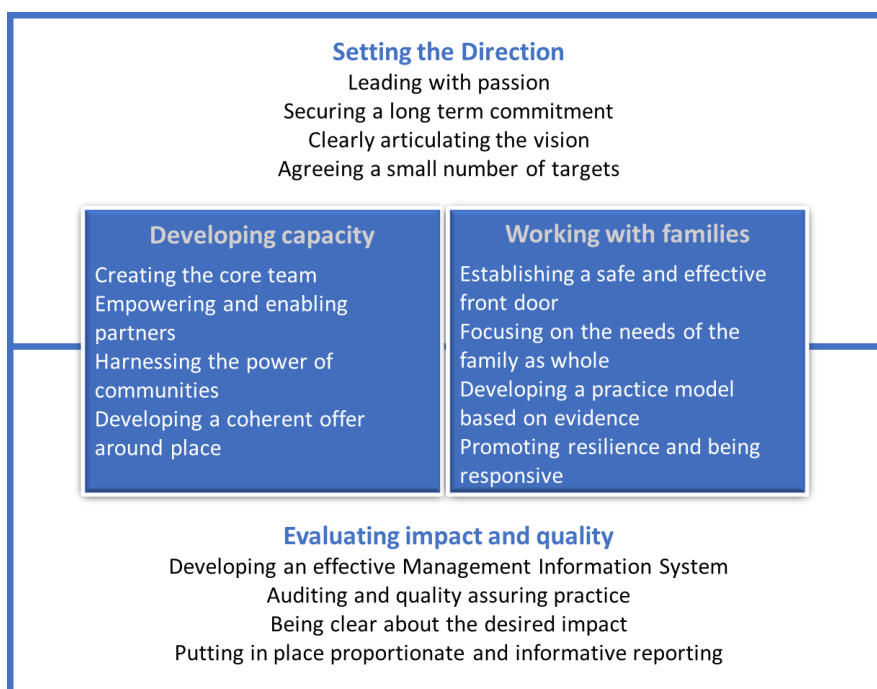 Setting the Direction
Leading with passion
Securing a long term commitment
Clearly articulating the vision
Agreeing a small number of targets
Developing capacity
Creating the core team
Empowering and enabling
partners
Harnessing the power of
communities
Developing a coherent offer
around place
Working with families
Establishing a safe and effective
front door
Focusing on the needs of the
family as whole
Developing a practice model
based on evidence
Promoting resilience and being
responsive
Evaluating impact and quality
Developing an effective Management Information System
Auditing and quality assuring practice
Being clear about the desired impact
Putting in place proportionate and informative reporting